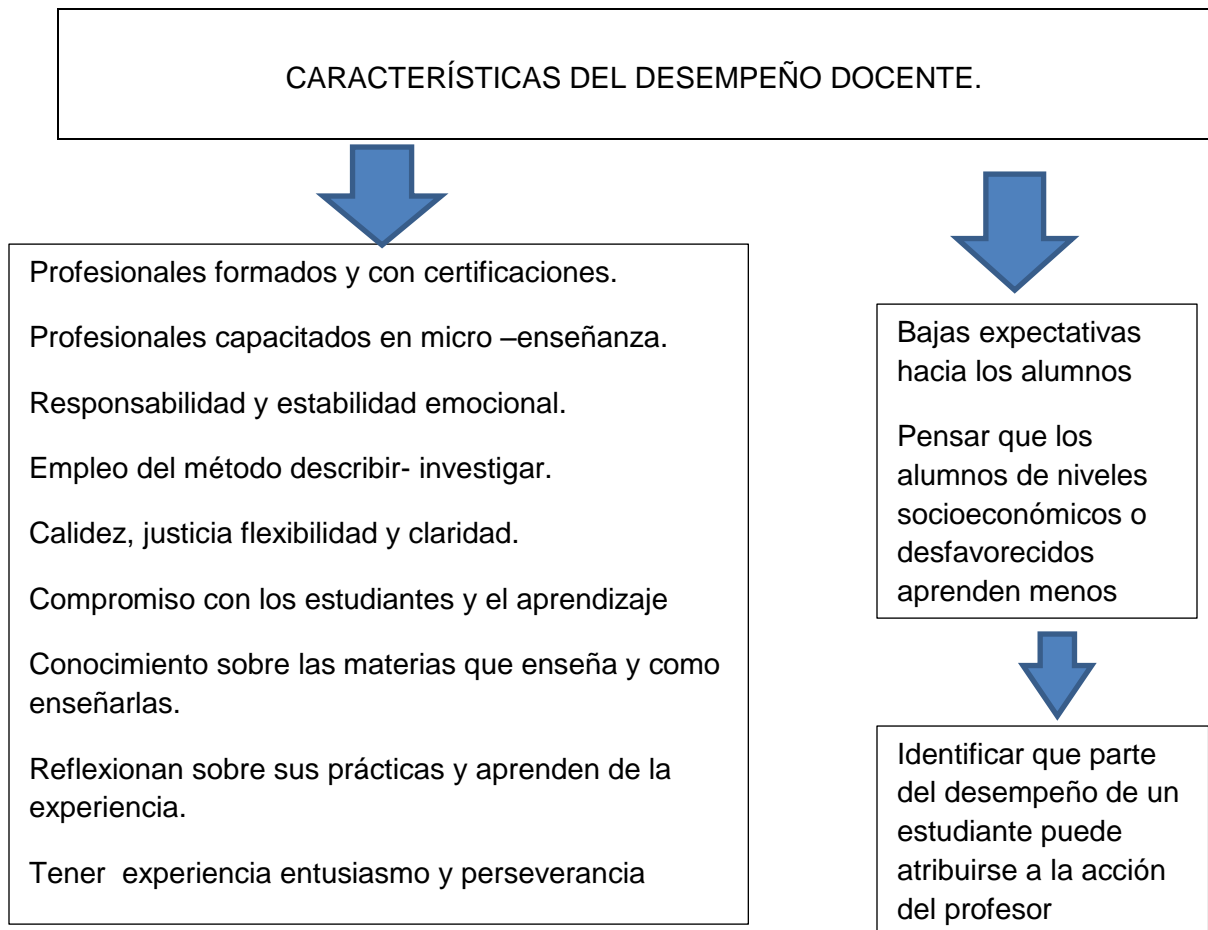 CARACTERÍSTICAS DEL DESEMPEÑO DOCENTE.
Profesionales formados y con certificaciones.
Profesionales capacitados en micro –enseñanza.
Responsabilidad y estabilidad emocional.
Empleo del método describir- investigar.
Calidez, justicia flexibilidad y claridad.
Compromiso con los estudiantes y el aprendizaje
Conocimiento sobre las materias que enseña y como
enseñarlas.
Reflexionan sobre sus prácticas y aprenden de la
experiencia.
Tener experiencia entusiasmo y perseverancia
Bajas expectativas
hacia los alumnos
Pensar que los
alumnos de niveles
socioeconómicos o
desfavorecidos
aprenden menos
Identificar que parte
del desempeño de un
estudiante puede
atribuirse a la acción
del profesor